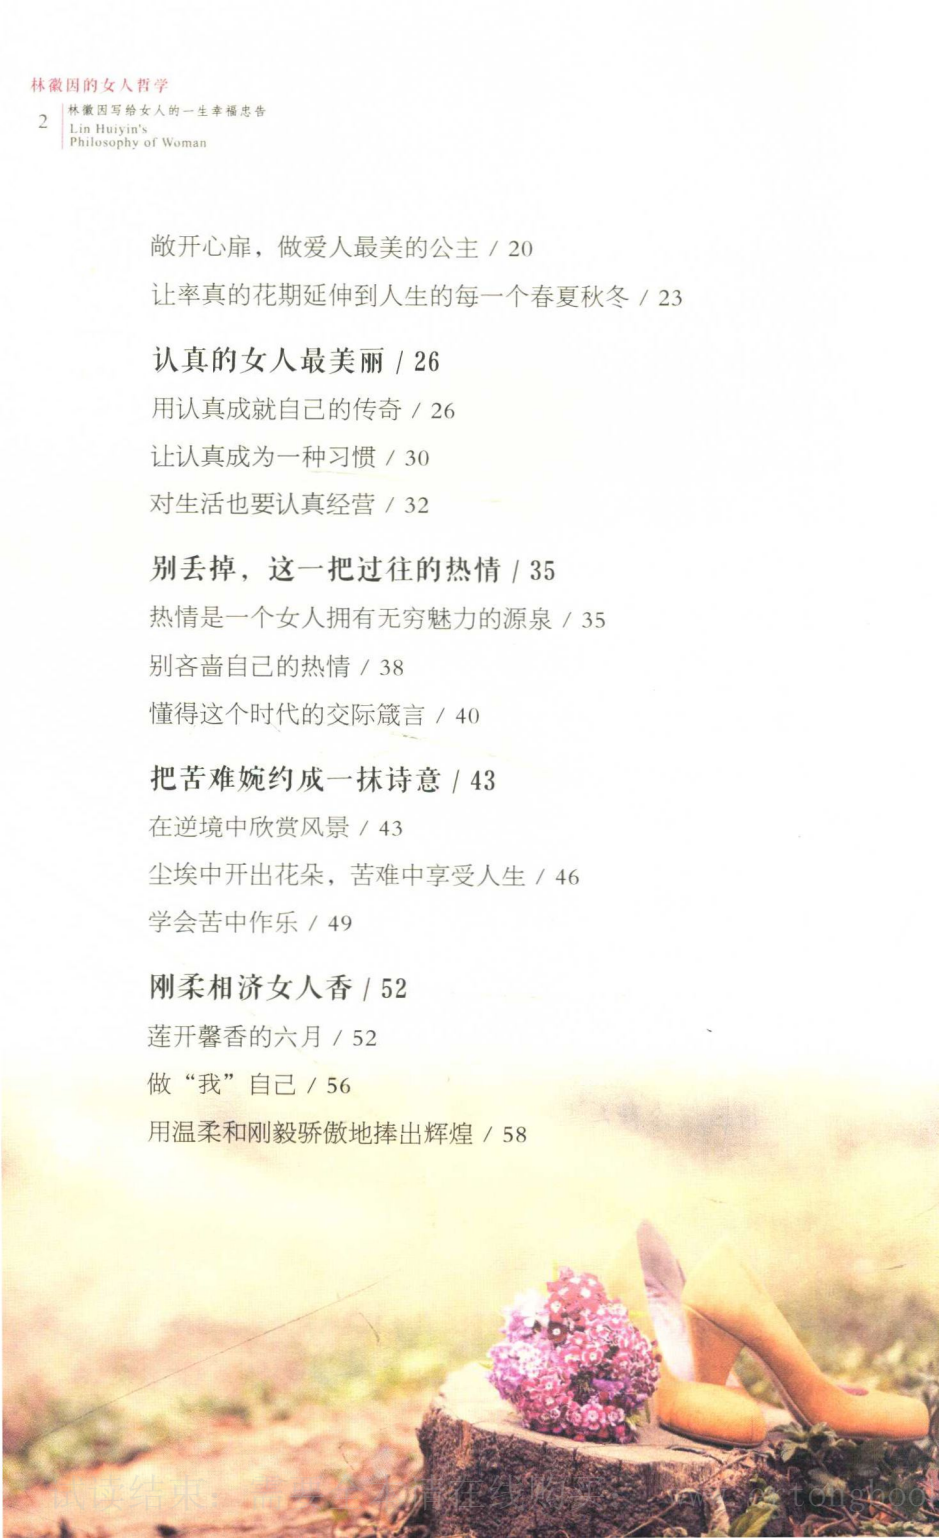 林徽因的女人哲学
2
林徽因写给女人的一生幸福忠告
Lin Huiyin's
Philosophy of Woman
敞开心扉，做爱人最美的公主 / 20
让率真的花期延伸到人生的每一个春夏秋冬 / 23
认真的女人最美丽 / 26
用认真成就自己的传奇 / 26
让认真成为一种习惯 / 30
对生活也要认真经营 / 32
别丢掉，这一把过往的热情 / 35
热情是一个女人拥有无穷魅力的源泉 / 35
别吝啬自己的热情 / 38
懂得这个时代的交际箴言 / 40
把苦难婉约成一抹诗意 / 43
在逆境中欣赏风景 / 43
尘埃中开出花朵，苦难中享受人生 / 46
学会苦中作乐 / 49
刚柔相济女人香 / 52
莲开馨香的六月 / 52
做“我”自己 / 56
用温柔和刚毅骄傲地捧出辉煌 / 58
试读结束 在线购买 tongboo